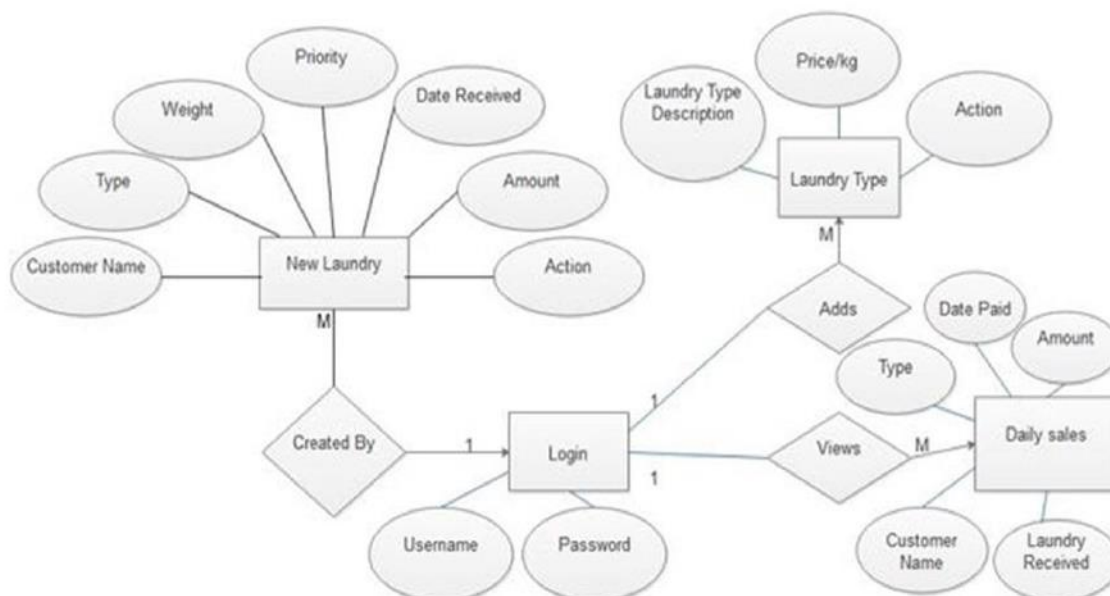 Priority
Price/kg
Weight
Date Received
Laundry Type
Description
Action
Type
Amount
Laundry Type
Customer Name
New Laundry
Action
M
M
Adds
Date Paid
Amount
Type
1
Created By
1
Login
Views
M
Daily sales
1
Username
Password
Customer
Name
Laundry
Received